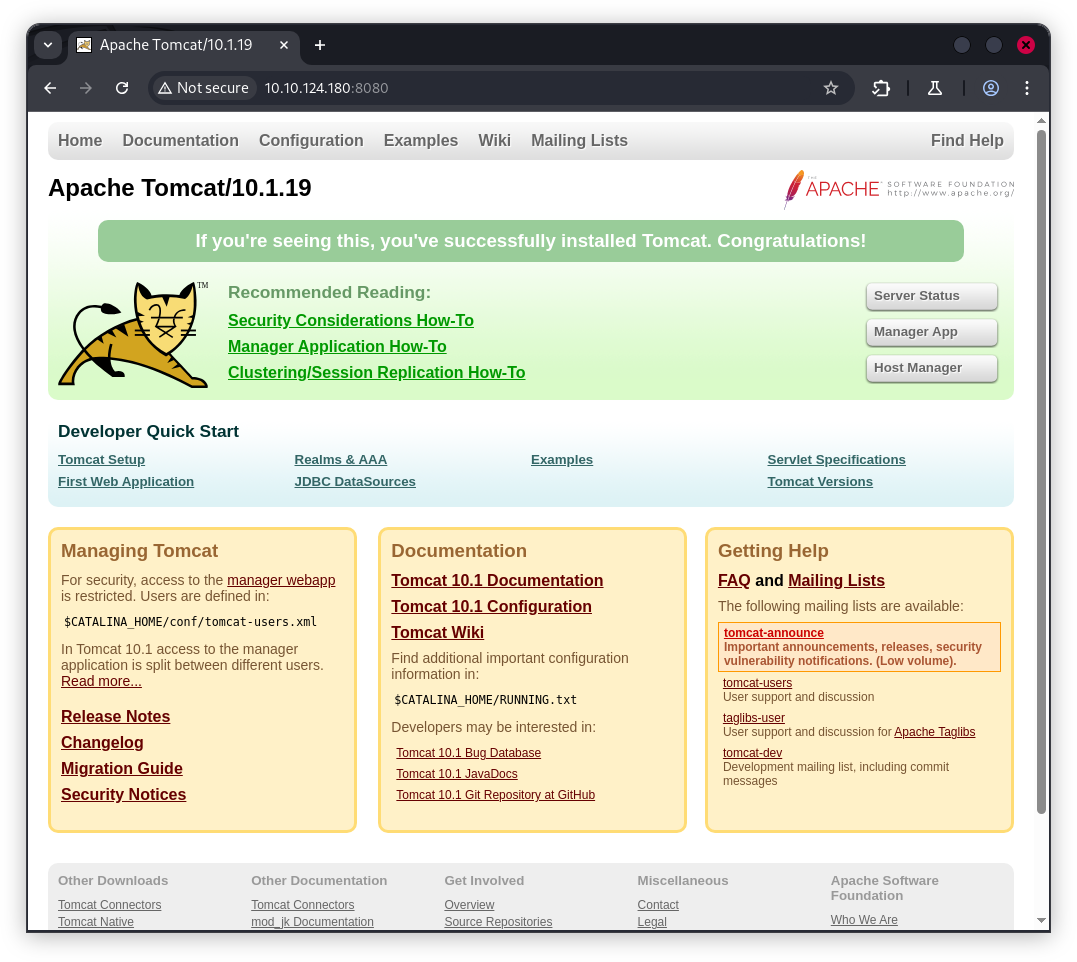 Apache Tomcat/10.1.19
Not secure 10.10.124.180:8080
Home Documentation Configuration Examples Wiki Mailing Lists Find Help
Apache Tomcat/10.1.19
THE APACHE™ SOFTWARE FOUNDATION
http://www.apache.org/
If you're seeing this, you've successfully installed Tomcat. Congratulations!
TM
Recommended Reading:
Security Considerations How-To
Manager Application How-To
Clustering/Session Replication How-To
Server Status
Manager App
Host Manager
Developer Quick Start
Tomcat Setup
First Web Application
Realms & AAA
JDBC DataSources
Examples
Servlet Specifications
Tomcat Versions
Managing Tomcat
For security, access to the manager webapp
is restricted. Users are defined in:
$CATALINA_HOME/conf/tomcat-users.xml
In Tomcat 10.1 access to the manager
application is split between different users.
Read more...
Release Notes
Changelog
Migration Guide
Security Notices
Documentation
Tomcat 10.1 Documentation
Tomcat 10.1 Configuration
Tomcat Wiki
Find additional important configuration
information in:
$CATALINA_HOME/RUNNING.txt
Developers may be interested in:
Tomcat 10.1 Bug Database
Tomcat 10.1 JavaDocs
Tomcat 10.1 Git Repository at GitHub
Getting Help
FAQ and Mailing Lists
The following mailing lists are available:
tomcat-announce
Important announcements, releases, security
vulnerability notifications. (Low volume).
tomcat-users
User support and discussion
taglibs-user
User support and discussion for Apache Taglibs
tomcat-dev
Development mailing list, including commit
messages
Other Downloads
Tomcat Connectors
Tomcat Native
Other Documentation
Tomcat Connectors
mod_jk Documentation
Get Involved
Overview
Source Repositories
Miscellaneous
Contact
Legal
Apache Software
Foundation
Who We Are